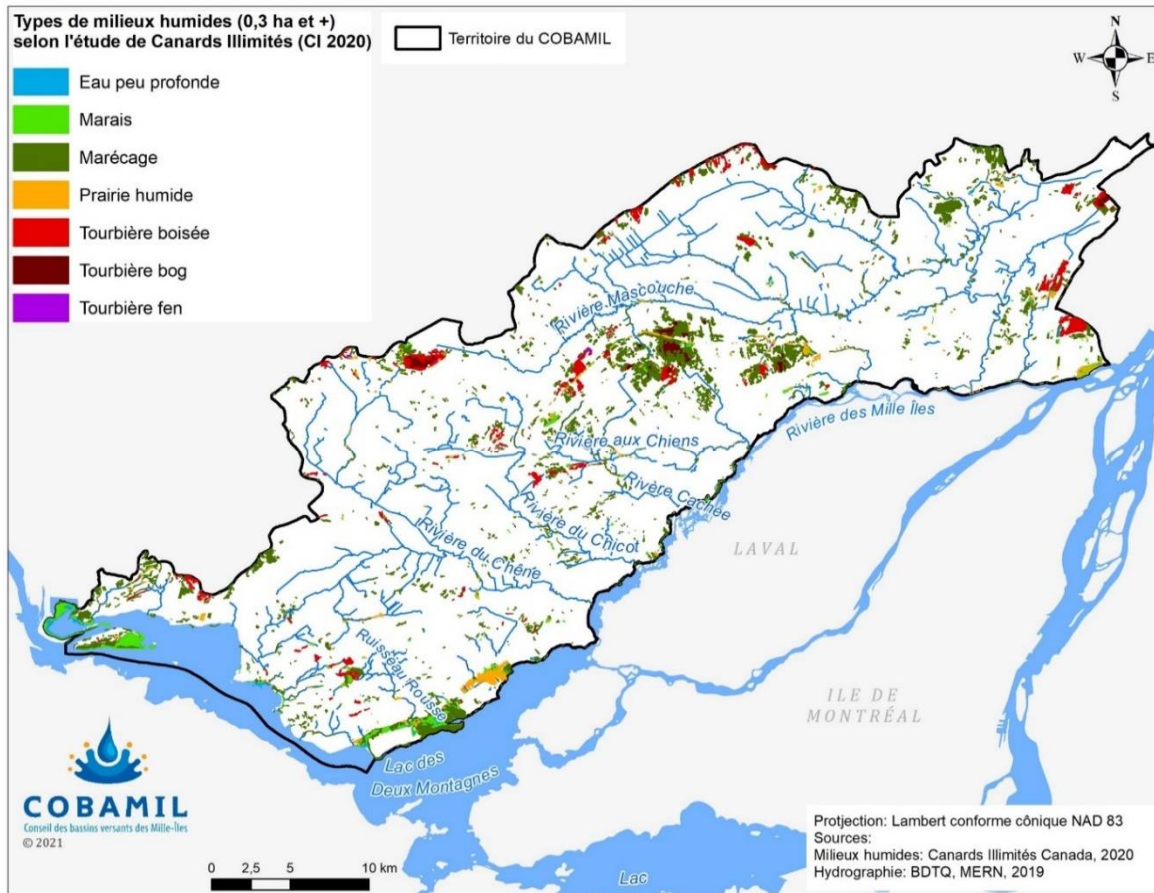 Types de milieux humides (0,3 ha et +)
selon l'étude de Canards Illimités (CI 2020)
Eau peu profonde
Marais
Marécage
Prairie humide
Tourbière boisée
Tourbière bog
Tourbière fen
Territoire du COBAMIL
N
W E
S
Rivière Mascouche
Rivière des Mille Îles
Rivière aux Chiens
Rivère Cachée
Rivière du Chicot
Rivière du Chêne
Ruisseau Rousse
LAVAL
ILE DE
MONTRÉAL
Lac des
Deux Montagnes
Lac
COBAMIL
Conseil des bassins versants des Mille-Îles
© 2021
0 2,5 5 10 km
Protjection: Lambert conforme cônique NAD 83
Sources:
Milieux humides: Canards Illimités Canada, 2020
Hydrographie: BDTQ, MERN, 2019